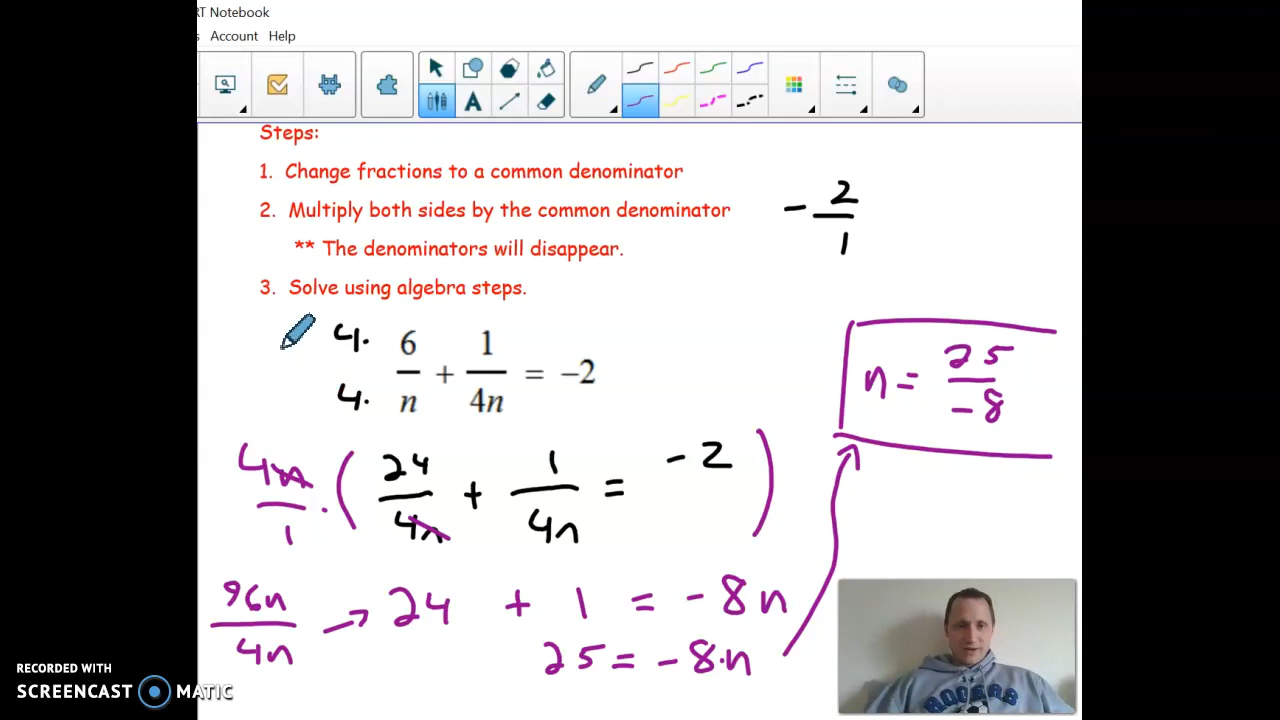 RT Notebook
s Account Help
Steps:
1. Change fractions to a common denominator
2. Multiply both sides by the common denominator
** The denominators will disappear.
3. Solve using algebra steps.
- 2/1
4. 6/n + 1/4n = -2
4.
n = 25/-8
4n/1 · ( 24/4n + 1/4n = -2 )
96n/4n → 24 + 1 = -8n
25 = -8·n
RECORDED WITH
SCREENCAST MATIC
ROGERS